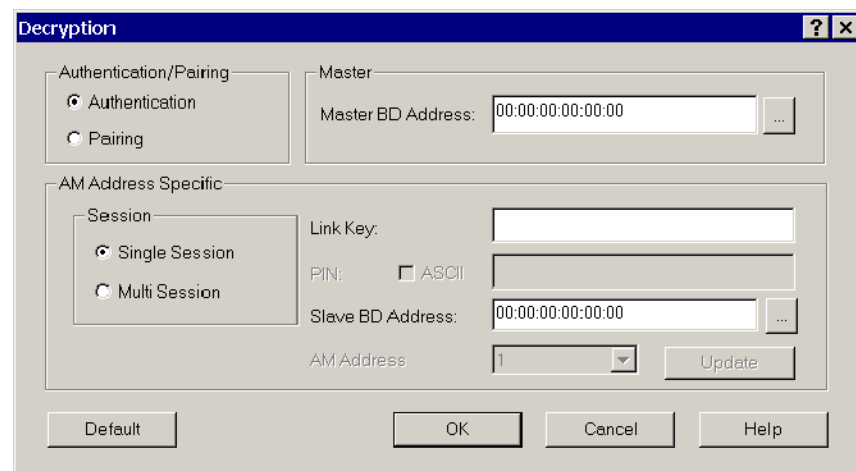 Decryption
Authentication/Pairing
Authentication
Pairing
Master
Master BD Address: 00:00:00:00:00:00 ...
AM Address Specific
Session
Single Session
Multi Session
Link Key:
PIN: ASCII
Slave BD Address: 00:00:00:00:00:00 ...
AM Address 1 Update
Default OK Cancel Help